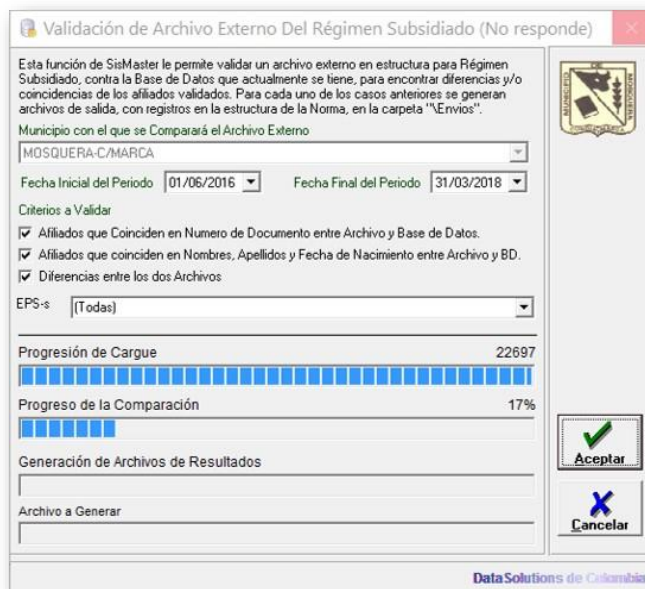 Validación de Archivo Externo Del Régimen Subsidiado (No responde)
Esta función de SisMaster le permite validar un archivo externo en estructura para Régimen
Subsidiado, contra la Base de Datos que actualmente se tiene, para encontrar diferencias y/o
coincidencias de los afiliados validados. Para cada uno de los casos anteriores se generan
archivos de salida, con registros en la estructura de la Norma, en la carpeta "\Envios".
Municipio con el que se Comparará el Archivo Externo
MOSQUERA-C/MARCA
Fecha Inicial del Periodo 01/06/2016 Fecha Final del Periodo 31/03/2018
Criterios a Validar
Afiliados que Coinciden en Numero de Documento entre Archivo y Base de Datos.
Afiliados que coinciden en Nombres, Apellidos y Fecha de Nacimiento entre Archivo y BD.
Diferencias entre los dos Archivos
EPS-s (Todas)
Progresión de Cargue 22697
Progreso de la Comparación 17%
Generación de Archivos de Resultados
Archivo a Generar
MUNICIPIO DE MOSQUERA
Aceptar
Cancelar
DataSolutions de Colombia